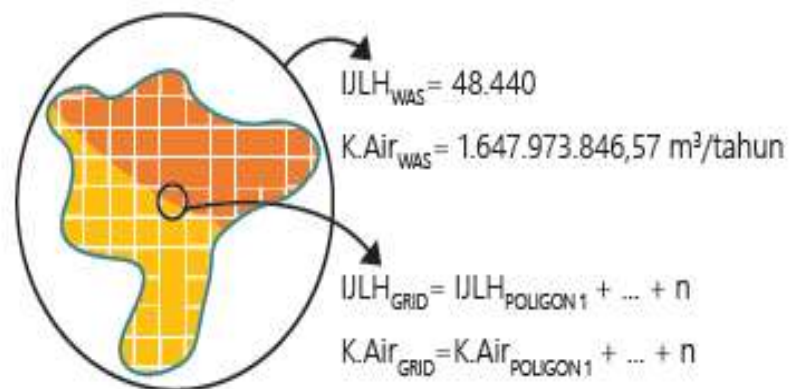 IJLH_WAS= 48.440
K.Air_WAS= 1.647.973.846,57 m³/tahun
IJLH_GRID= IJLH_POLIGON 1 + ... + n
K.Air_GRID=K.Air_POLIGON 1 + ... + n